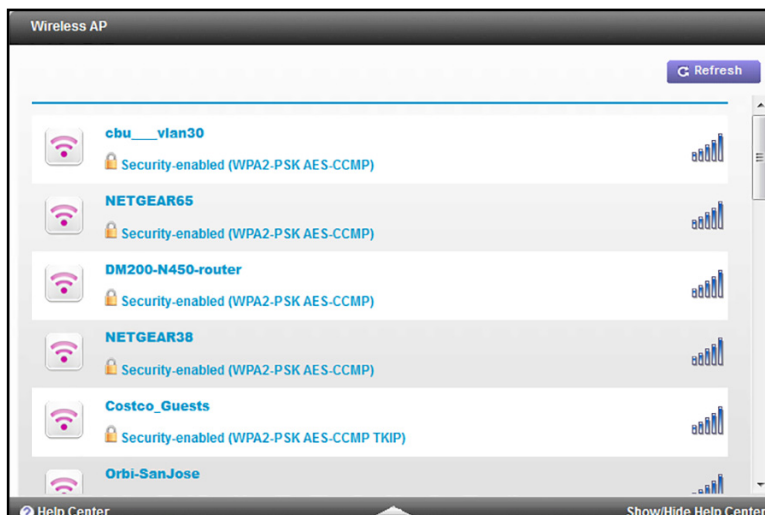 Wireless AP
Refresh
cbu___vlan30
Security-enabled (WPA2-PSK AES-CCMP)
NETGEAR65
Security-enabled (WPA2-PSK AES-CCMP)
DM200-N450-router
Security-enabled (WPA2-PSK AES-CCMP)
NETGEAR38
Security-enabled (WPA2-PSK AES-CCMP)
Costco_Guests
Security-enabled (WPA2-PSK AES-CCMP TKIP)
Orbi-SanJose
Help Center
Show/Hide Help Center